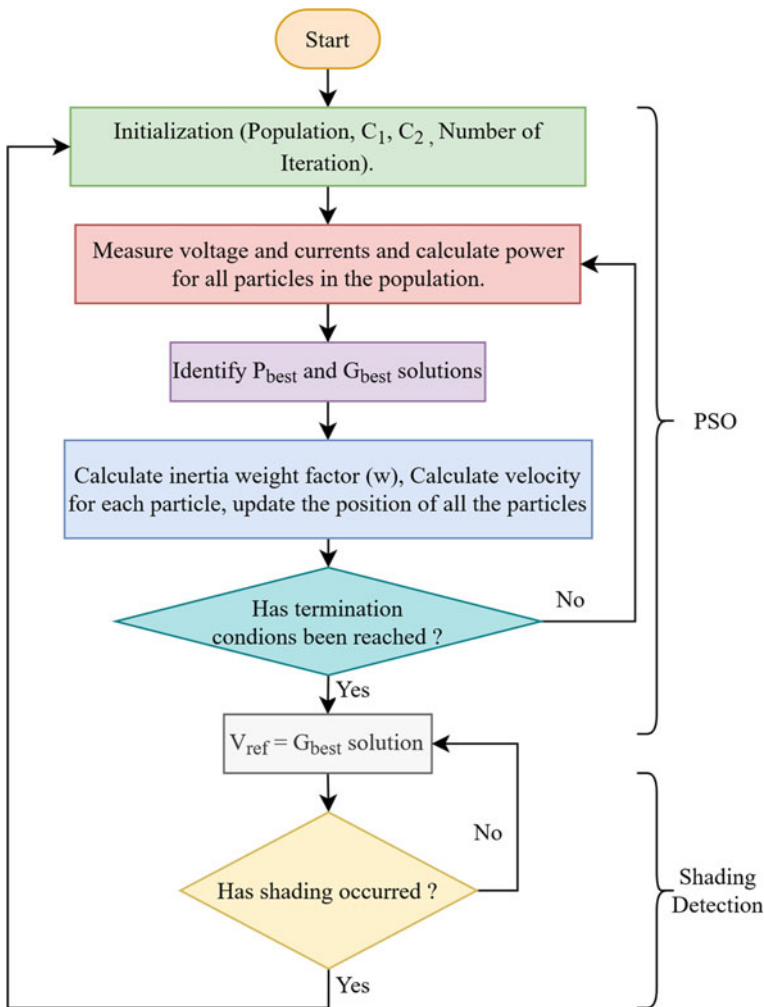 Start
Initialization (Population, C₁, C₂ , Number of
Iteration).
Measure voltage and currents and calculate power
for all particles in the population.
Identify Pbest and Gbest solutions
Calculate inertia weight factor (w), Calculate velocity
for each particle, update the position of all the particles
PSO
Has termination
condions been reached ?
No
Yes
Vref = Gbest solution
No
Has shading occurred ?
Shading
Detection
Yes